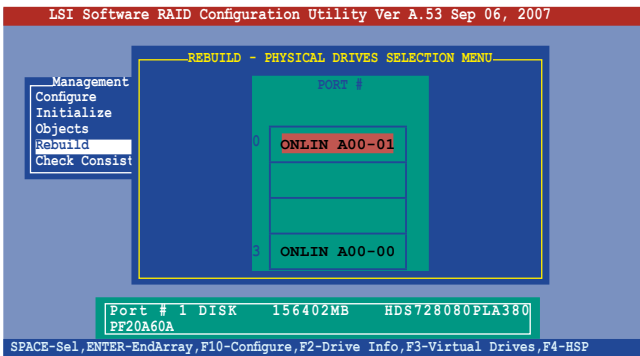 LSI Software RAID Configuration Utility Ver A.53 Sep 06, 2007
REBUILD - PHYSICAL DRIVES SELECTION MENU
Management
Configure
Initialize
Objects
Rebuild
Check Consist
PORT #
0 ONLIN A00-01
3 ONLIN A00-00
Port # 1 DISK 156402MB HDS728080PLA380
PF20A60A
SPACE-Sel,ENTER-EndArray,F10-Configure,F2-Drive Info,F3-Virtual Drives,F4-HSP